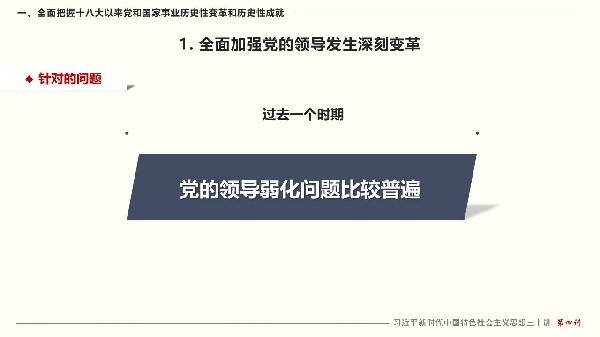 一、全面把握十八大以来党和国家事业历史性变革和历史性成就
1. 全面加强党的领导发生深刻变革
针对的问题
过去一个时期
党的领导弱化问题比较普遍
习近平新时代中国特色社会主义思想三十讲 第四讲